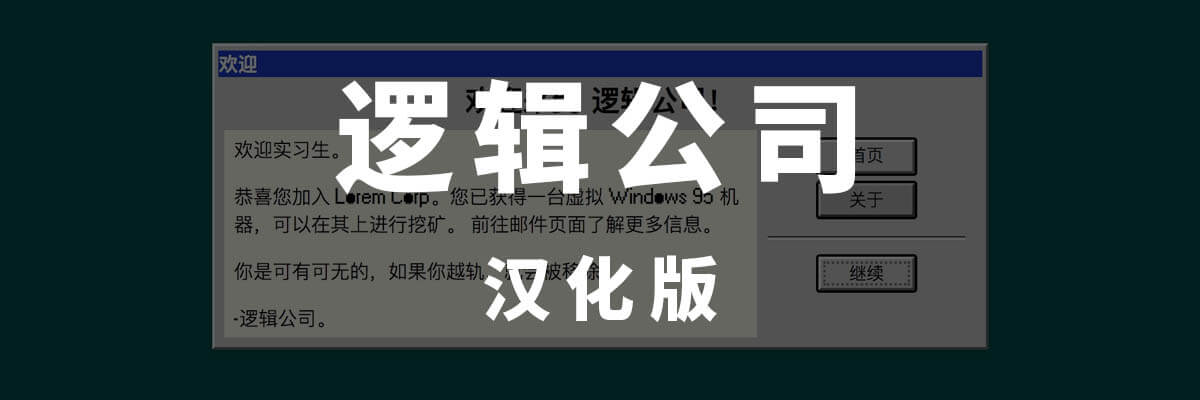 欢迎
逻辑公司！
逻辑公司
欢迎实习生。
首页
恭喜您加入 Lorem Corp。您已获得一台虚拟 Windows 95 机
器，可以在其上进行挖矿。 前往邮件页面了解更多信息。
关于
你是可有可无的，如果你越轨，
继续
汉化版
-逻辑公司。